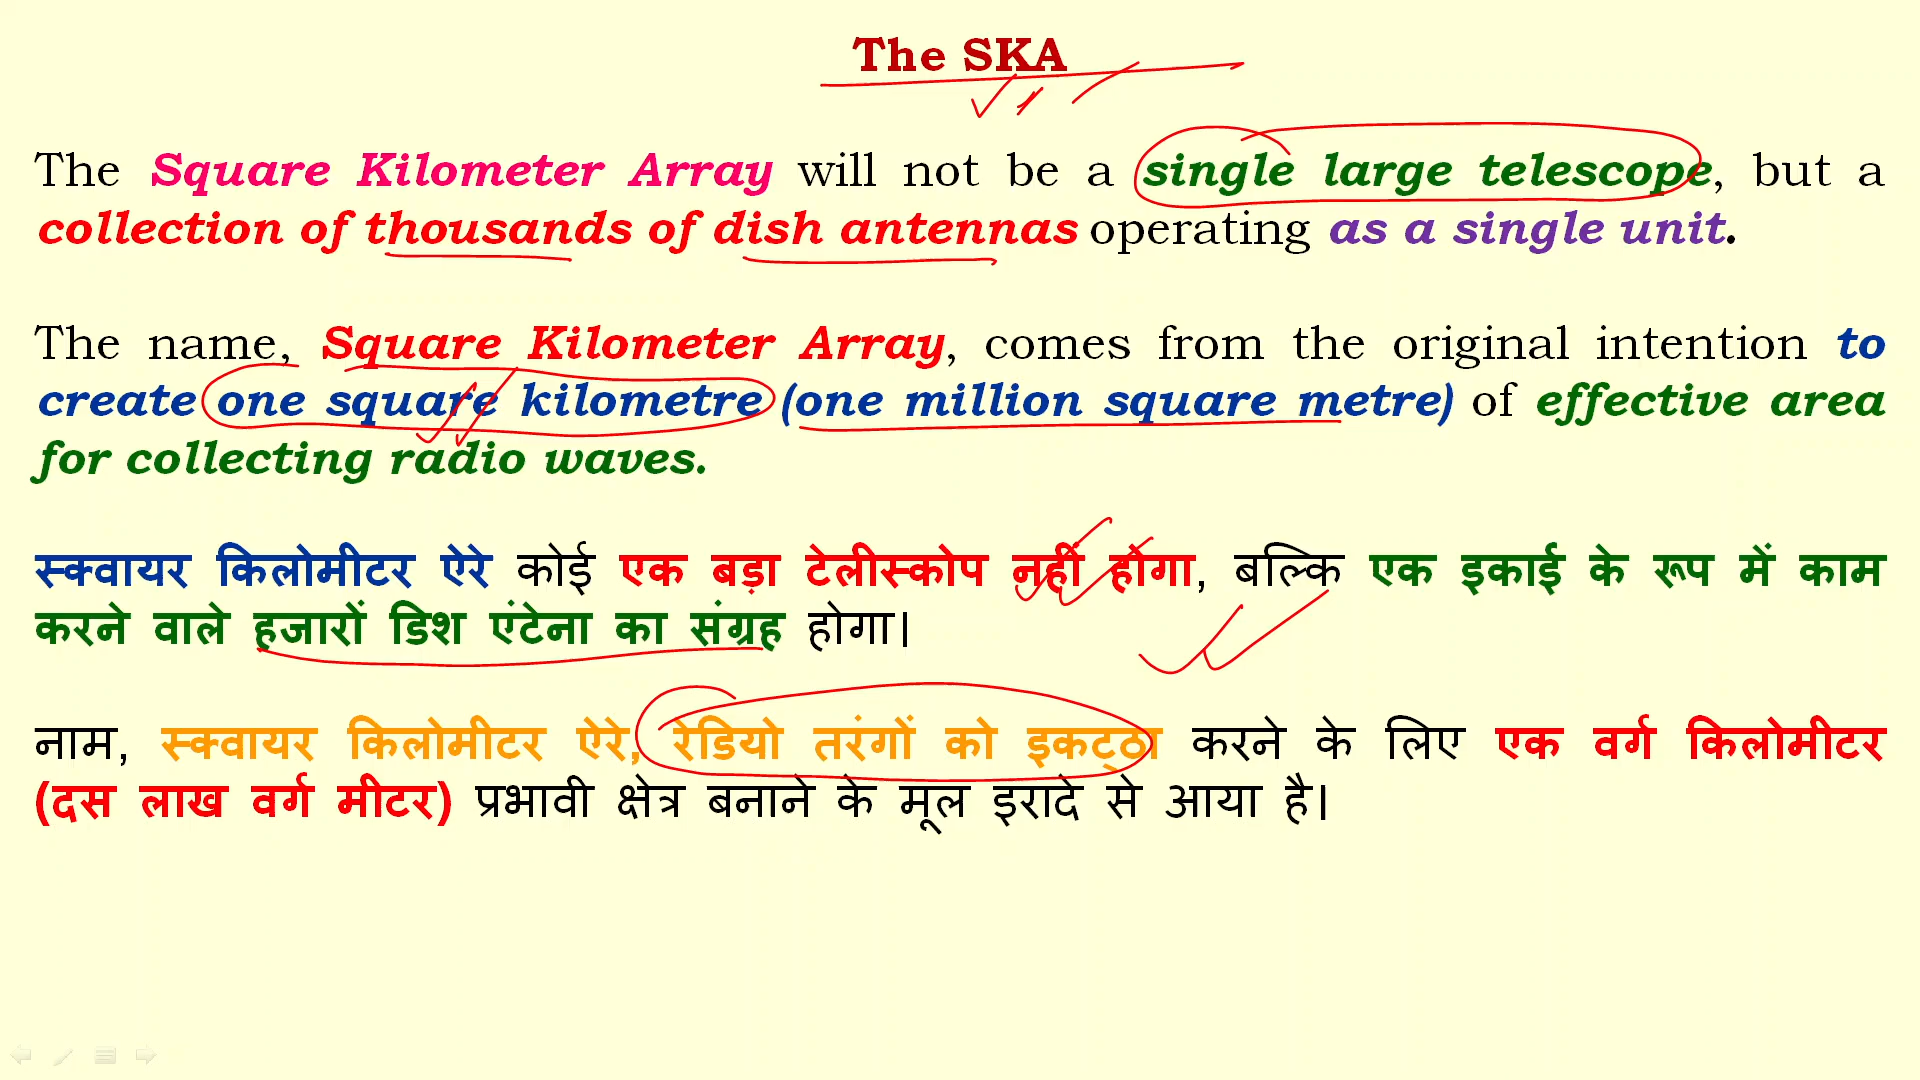 The SKA
The Square Kilometer Array will not be a single large telescope, but a
collection of thousands of dish antennas operating as a single unit.
The name, Square Kilometer Array, comes from the original intention to
create one square kilometre (one million square metre) of effective area
for collecting radio waves.
स्क्वायर किलोमीटर ऐरे कोई एक बड़ा टेलीस्कोप नहीं होगा, बल्कि एक इकाई के रूप में काम
करने वाले हजारों डिश एंटेना का संग्रह होगा।
नाम, स्क्वायर किलोमीटर ऐरे, रेडियो तरंगों को इकट्ठा करने के लिए एक वर्ग किलोमीटर
(दस लाख वर्ग मीटर) प्रभावी क्षेत्र बनाने के मूल इरादे से आया है।